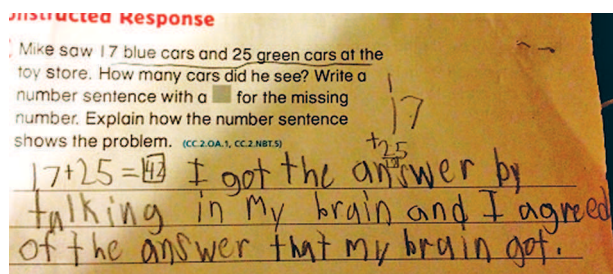 Constructed Response
Mike saw 17 blue cars and 25 green cars at the
toy store. How many cars did he see? Write a
number sentence with a for the missing
number. Explain how the number sentence
shows the problem. (CC.2.OA.1, CC.2.NBT.5)
1
17
+25
42
17+25=42 I got the answer by
talking in my brain and I agreed
of the answer that my brain got.